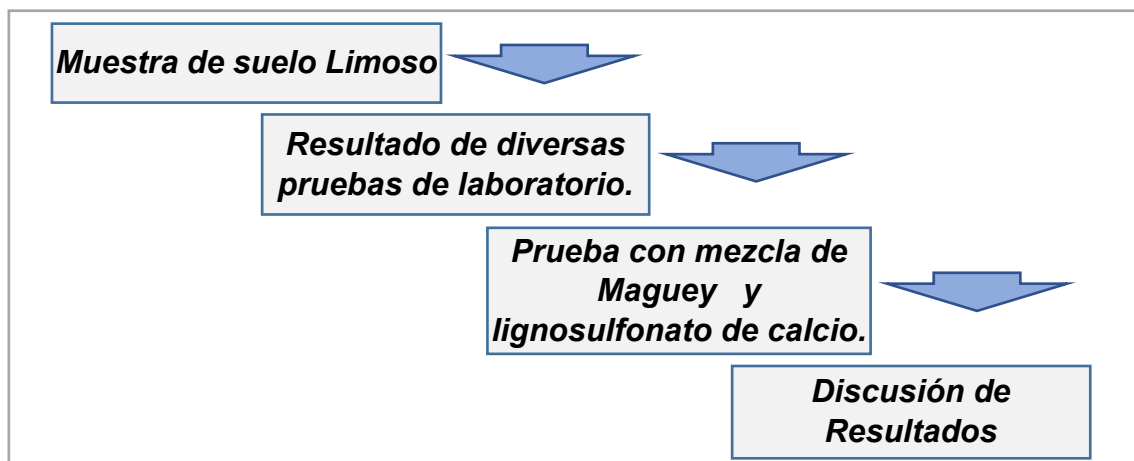 Muestra de suelo Limoso
Resultado de diversas
pruebas de laboratorio.
Prueba con mezcla de
Maguey y
lignosulfonato de calcio.
Discusión de
Resultados